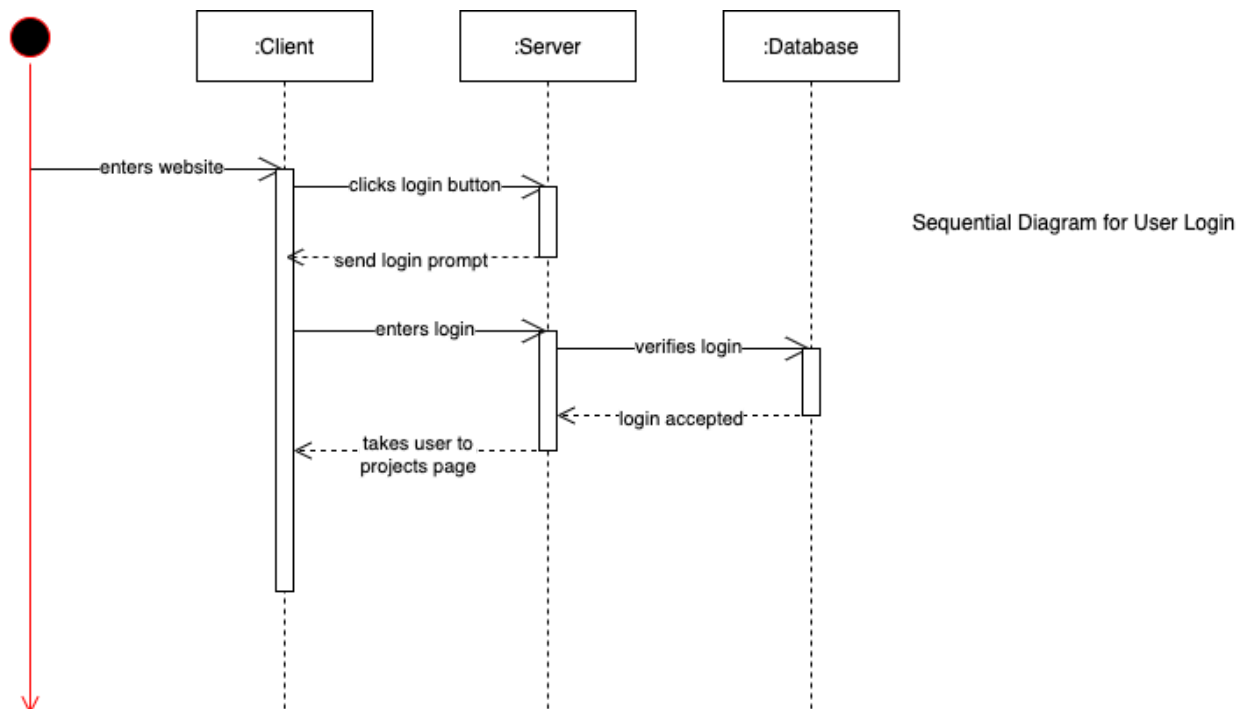 :Client
:Server
:Database
enters website
clicks login button
Sequential Diagram for User Login
send login prompt
enters login
verifies login
login accepted
takes user to
projects page